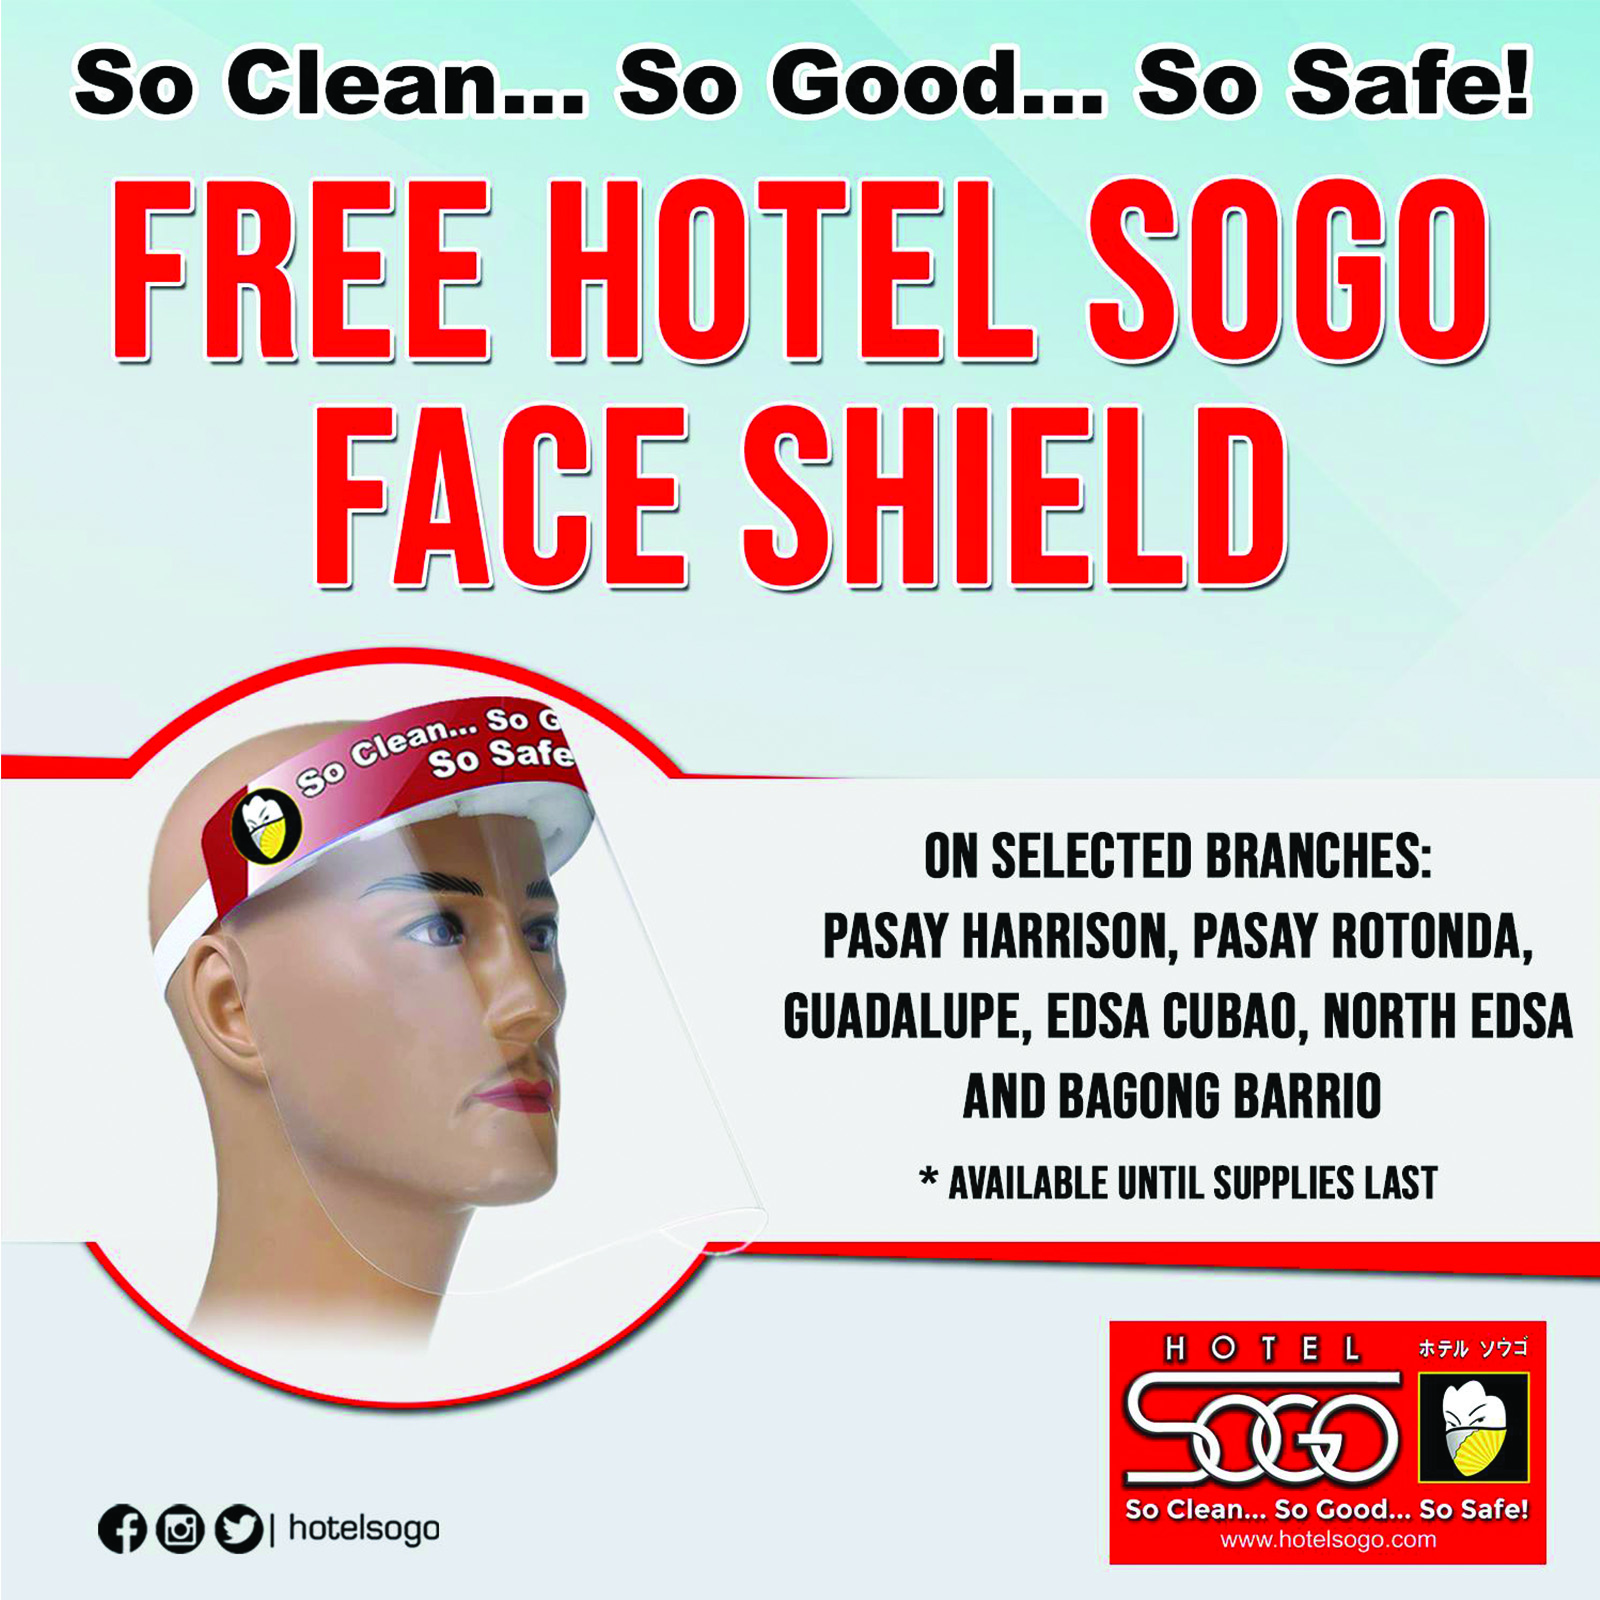 So Clean... So Good... So Safe!
FREE HOTEL SOGO
FACE SHIELD
So Clean... So G
So Safe
ON SELECTED BRANCHES:
PASAY HARRISON, PASAY ROTONDA,
GUADALUPE, EDSA CUBAO, NORTH EDSA
AND BAGONG BARRIO
* AVAILABLE UNTIL SUPPLIES LAST
HOTEL ホテル ソウゴ
SOGO
So Clean... So Good... So Safe!
www.hotelsogo.com
| hotelsogo